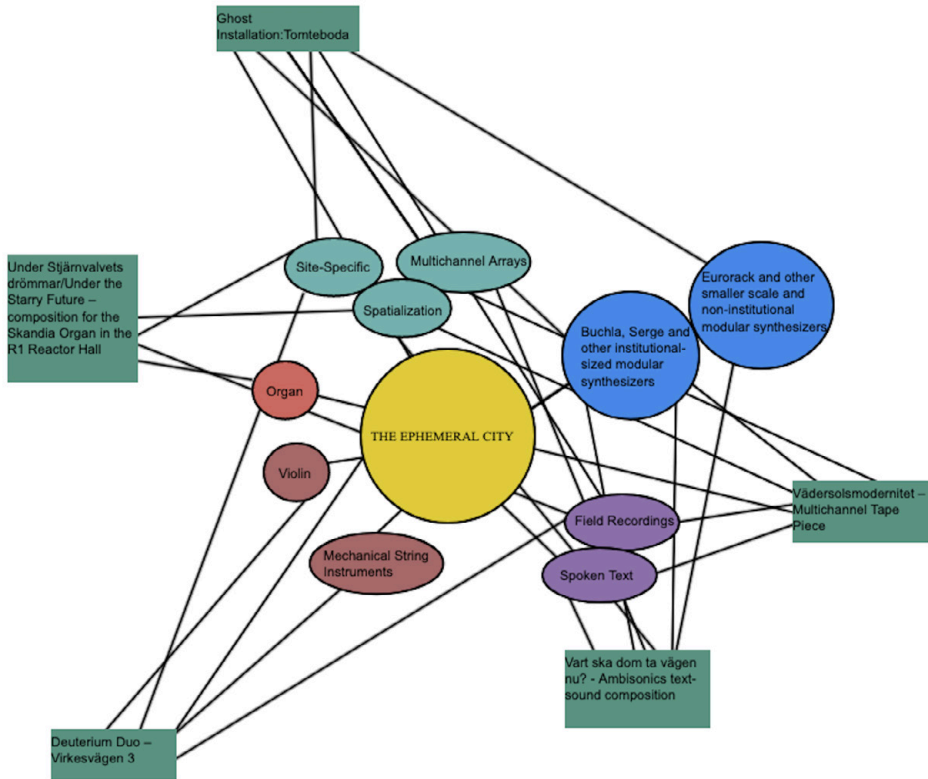 Ghost
Installation:Tomteboda
Site-Specific
Multichannel Arrays
Spatialization
Under Stjärnvalvets
drömmar/Under the
Starry Future –
composition for the
Skandia Organ in the
R1 Reactor Hall
Eurorack and other
smaller scale and
non-institutional
modular synthesizers
Buchla, Serge and
other institutional-
sized modular
synthesizers
Organ
THE EPHEMERAL CITY
Violin
Vädersolsmodernitet –
Multichannel Tape
Piece
Field Recordings
Mechanical String
Instruments
Spoken Text
Vart ska dom ta vägen
nu? - Ambisonics text-
sound composition
Deuterium Duo –
Virkesvägen 3